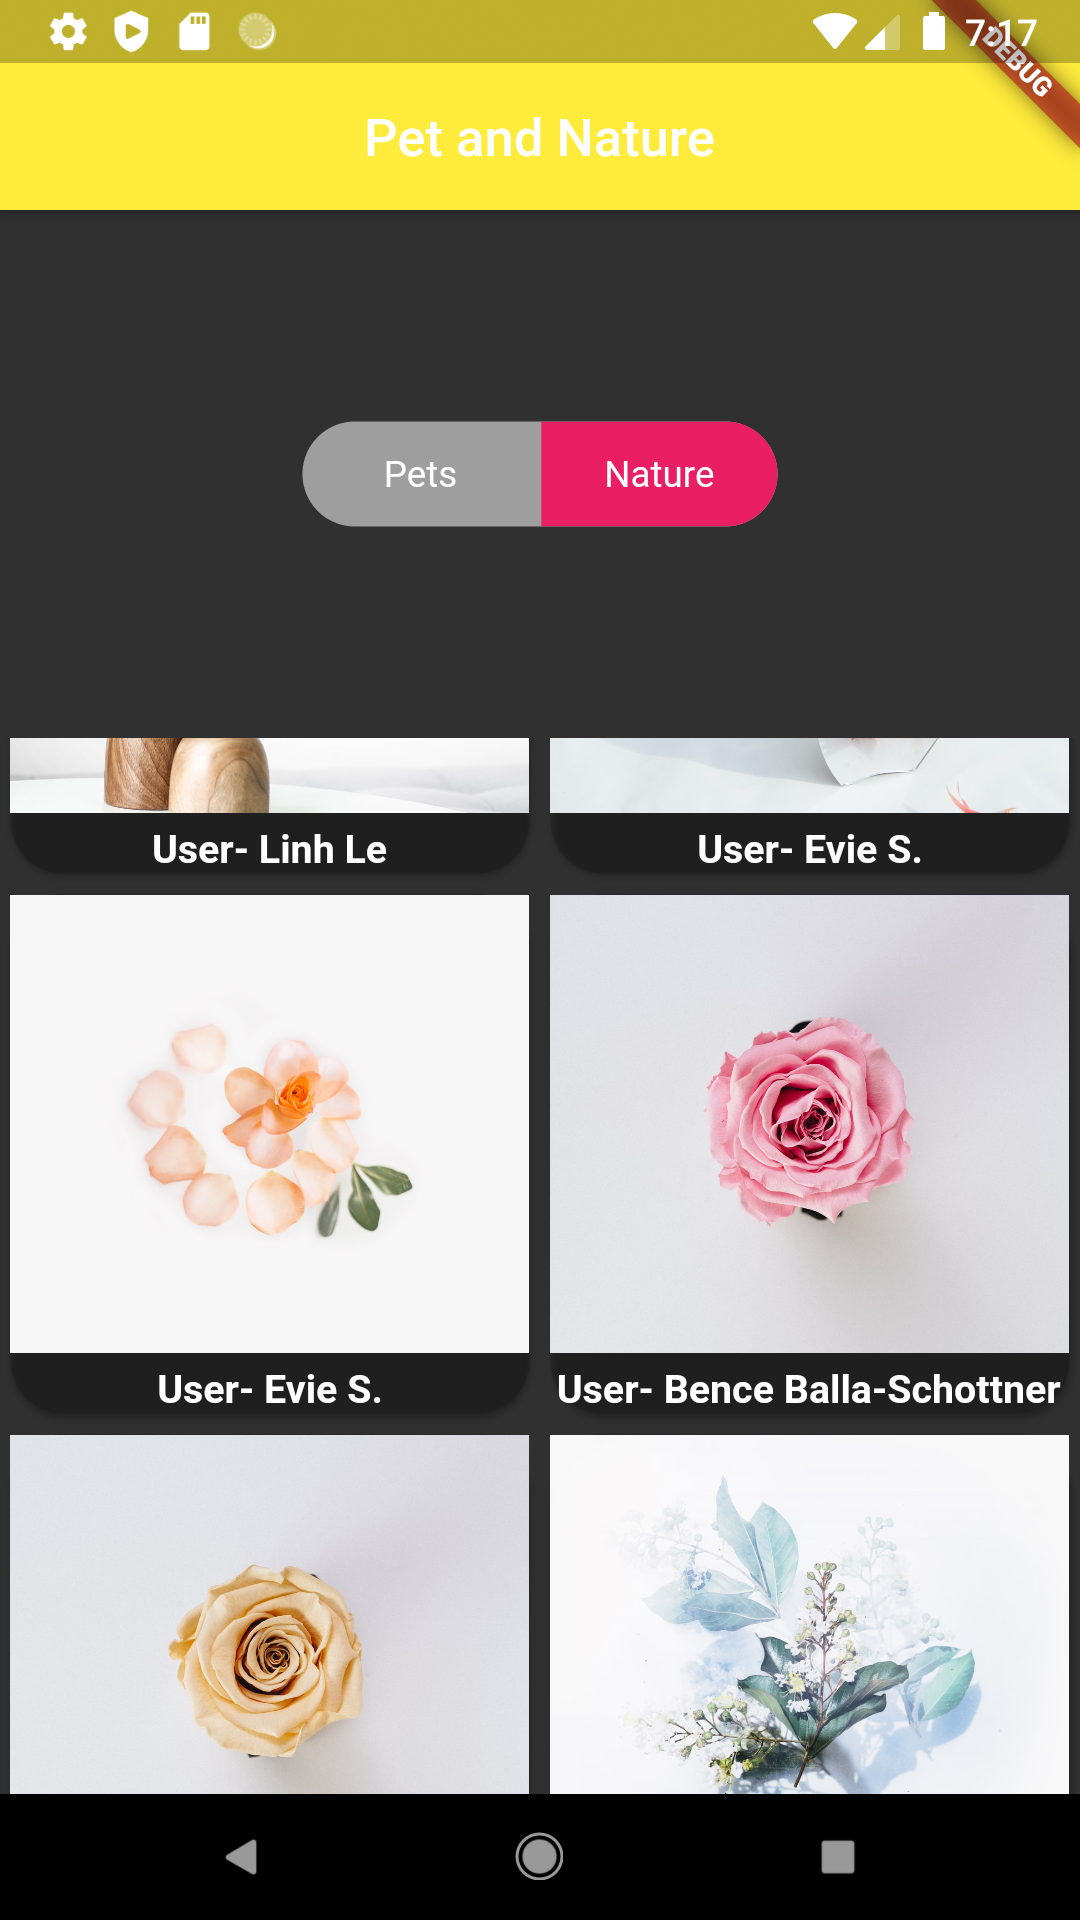 7:17
DEBUG
Pet and Nature
Pets
Nature
User- Linh Le
User- Evie S.
User- Evie S.
User- Bence Balla-Schottner